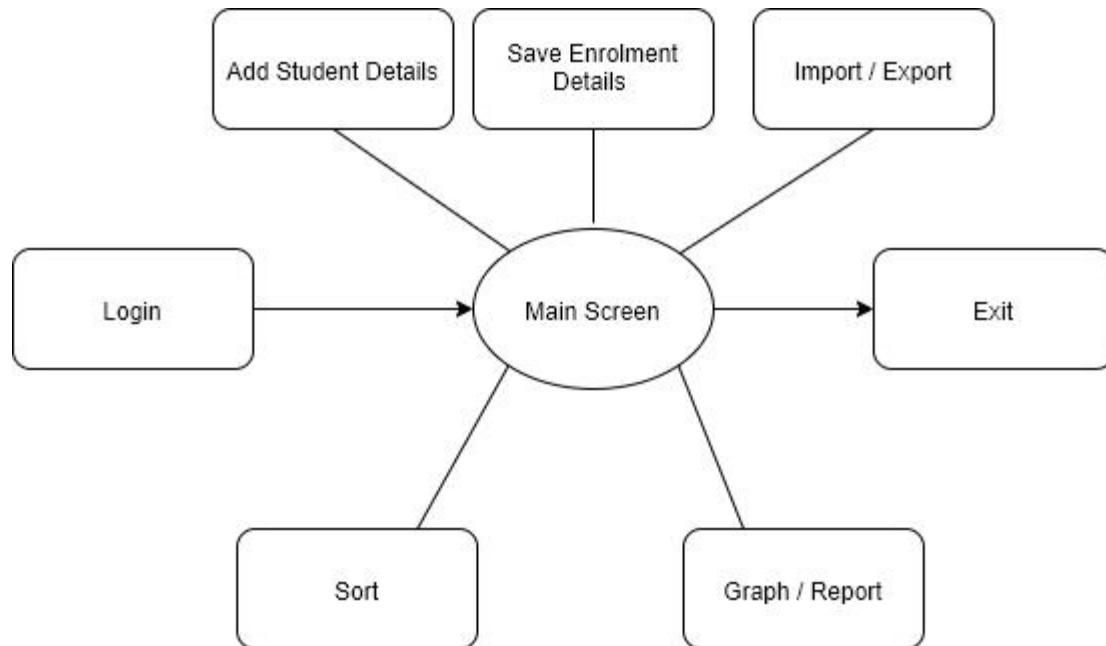 Add Student Details
Save Enrolment
Details
Import / Export
Login
Main Screen
Exit
Sort
Graph / Report